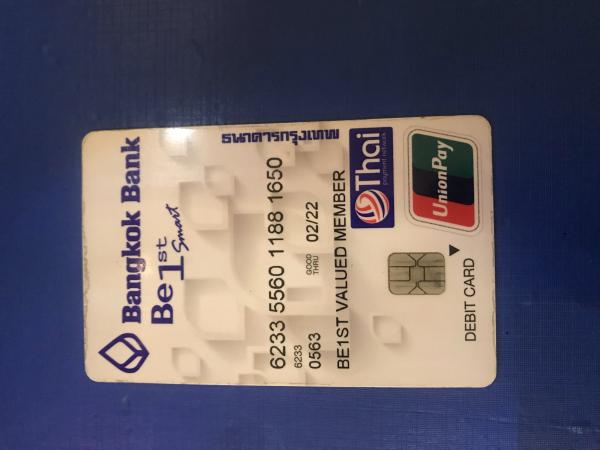 Bangkok Bank
Be1st
Smart
ธนาคารกรุงเทพ
6233 5560 1188 1650
6233
0563
GOOD
THRU
02/22
BE1ST VALUED MEMBER
Thai
payment network
UnionPay
DEBIT CARD